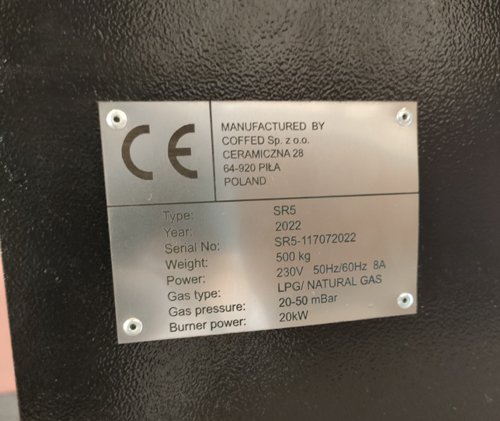 CE
MANUFACTURED BY
COFFED Sp. z o.o.
CERAMICZNA 28
64-920 PIŁA
POLAND
Type: SR5
Year: 2022
Serial No: SR5-117072022
Weight: 500 kg
Power: 230V 50Hz/60Hz 8A
Gas type: LPG/ NATURAL GAS
Gas pressure: 20-50 mBar
Burner power: 20kW